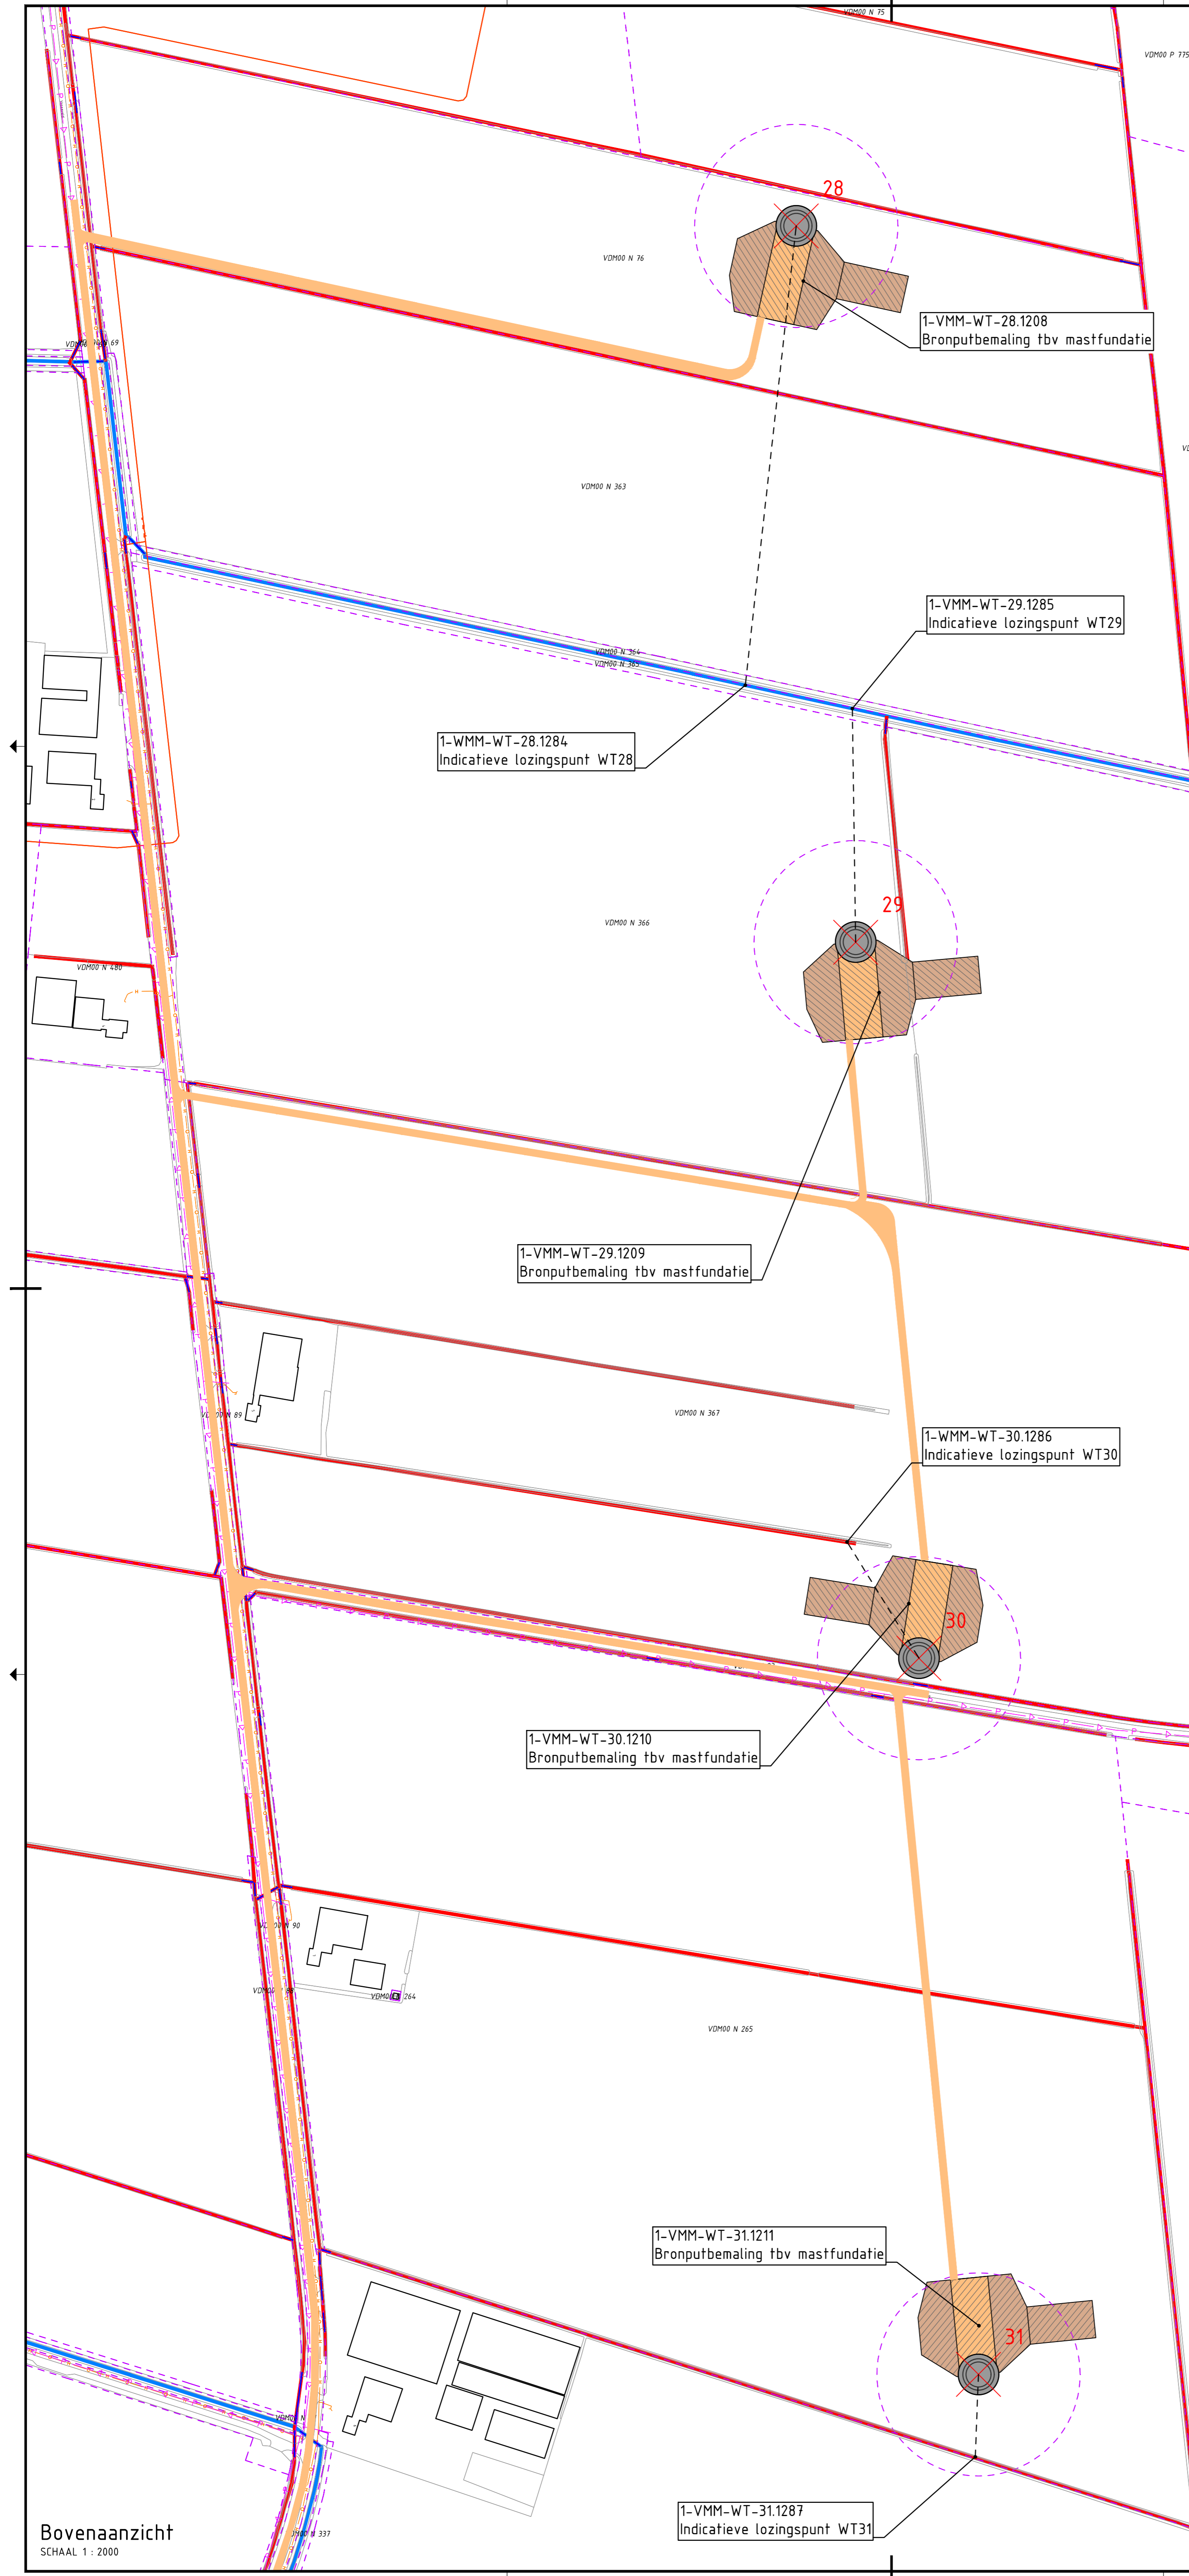 VDM00 N 75
VDM00 P 775
28
VDM00 N 76
1-VMM-WT-28.1208
Bronputbemaling tbv mastfundatie
VDM00 N 363
1-VMM-WT-29.1285
Indicatieve lozingspunt WT29
VDM00 N 364
VDM00 N 365
1-WMM-WT-28.1284
Indicatieve lozingspunt WT28
29
VDM00 N 366
VDM00 N 480
1-VMM-WT-29.1209
Bronputbemaling tbv mastfundatie
VDM00 N 367
1-WMM-WT-30.1286
Indicatieve lozingspunt WT30
30
1-VMM-WT-30.1210
Bronputbemaling tbv mastfundatie
VDM00 N 264
VDM00 N 265
1-VMM-WT-31.1211
Bronputbemaling tbv mastfundatie
31
1-VMM-WT-31.1287
Indicatieve lozingspunt WT31
Bovenaanzicht
SCHAAL 1 : 2000
N 337